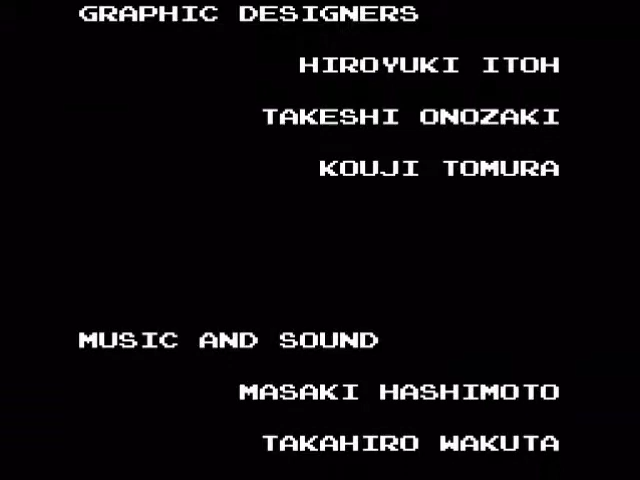 GRAPHIC DESIGNERS
HIROYUKI ITOH
TAKESHI ONOZAKI
KOUJI TOMURA
MUSIC AND SOUND
MASAKI HASHIMOTO
TAKAHIRO WAKUTA